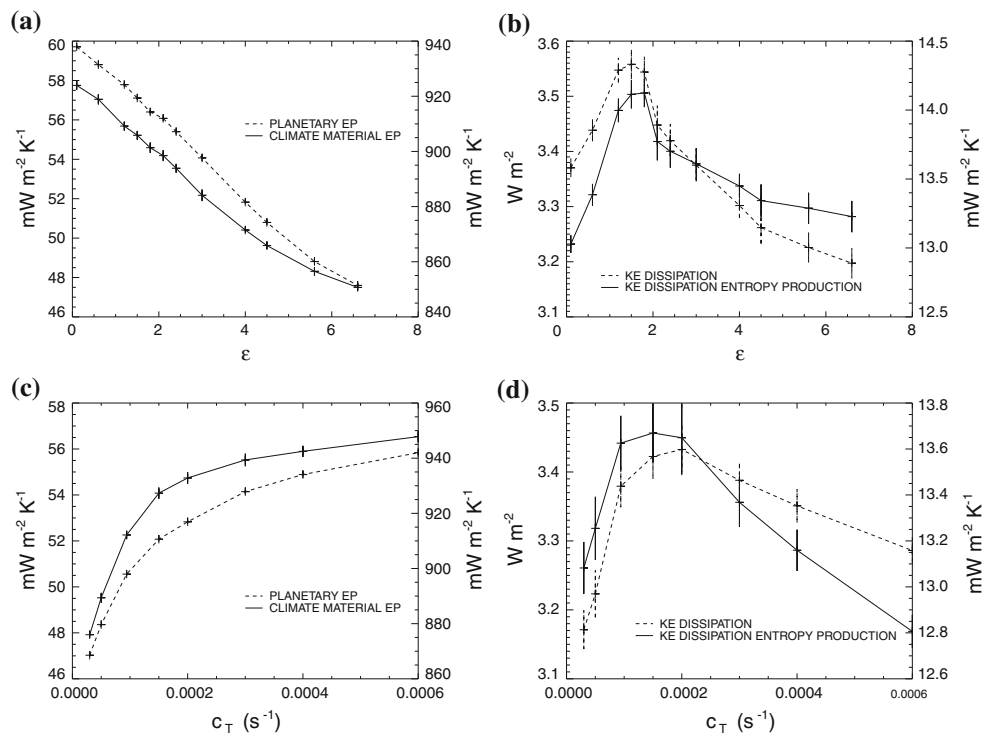 (a)
60
58
56
54
52
50
48
46
mW m-2 K-1
940
920
900
880
860
840
mW m-2 K-1
PLANETARY EP
CLIMATE MATERIAL EP
0 2 4 6 8
ε
(b)
3.6
3.5
3.4
3.3
3.2
3.1
W m-2
14.5
14.0
13.5
13.0
12.5
mW m-2 K-1
KE DISSIPATION
KE DISSIPATION ENTROPY PRODUCTION
0 2 4 6 8
ε
(c)
58
56
54
52
50
48
46
mW m-2 K-1
960
940
920
900
880
860
mW m-2 K-1
PLANETARY EP
CLIMATE MATERIAL EP
0.0000 0.0002 0.0004 0.0006
cT (s-1)
(d)
3.5
3.4
3.3
3.2
3.1
W m-2
13.8
13.6
13.4
13.2
13.0
12.8
12.6
mW m-2 K-1
KE DISSIPATION
KE DISSIPATION ENTROPY PRODUCTION
0.0000 0.0002 0.0004 0.0006
cT (s-1)